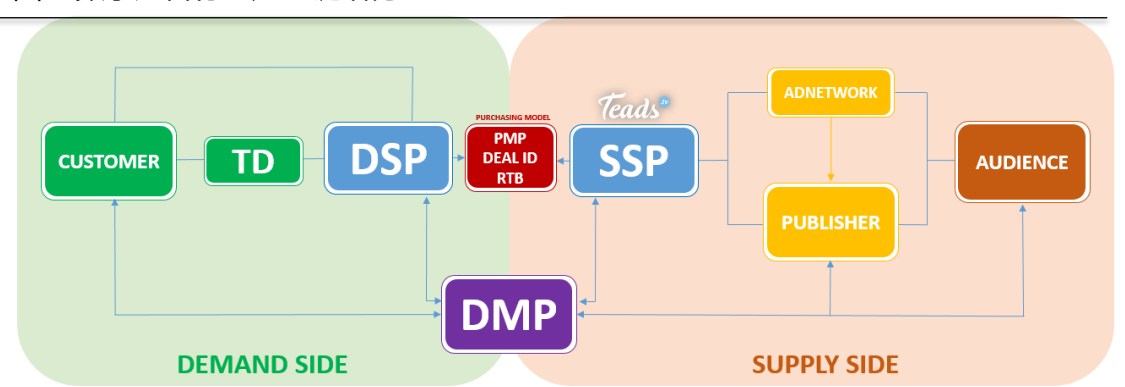 PURCHASING MODEL
CUSTOMER
TD
DSP
PMP
DEAL ID
RTB
Teads.tv
SSP
ADNETWORK
PUBLISHER
AUDIENCE
DMP
DEMAND SIDE
SUPPLY SIDE